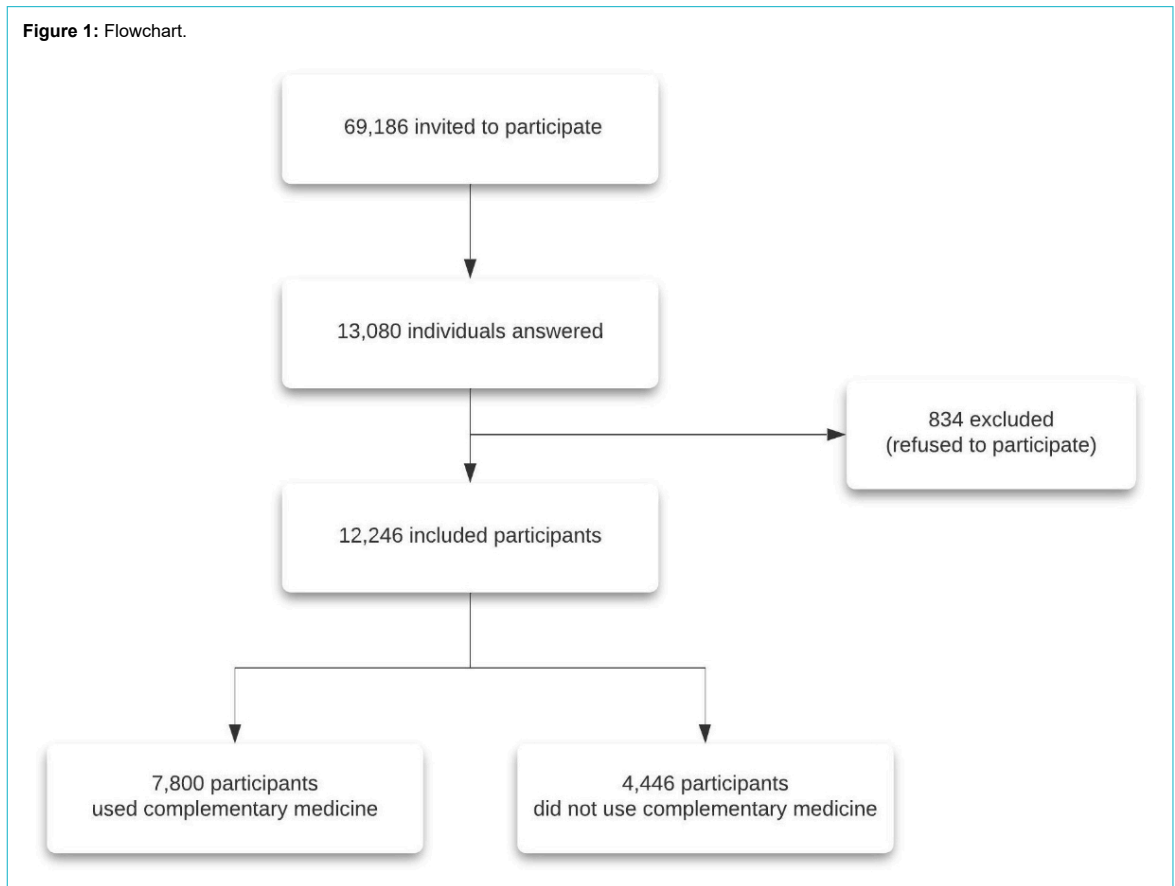 Figure 1: Flowchart.
69,186 invited to participate
13,080 individuals answered
834 excluded
(refused to participate)
12,246 included participants
7,800 participants
used complementary medicine
4,446 participants
did not use complementary medicine